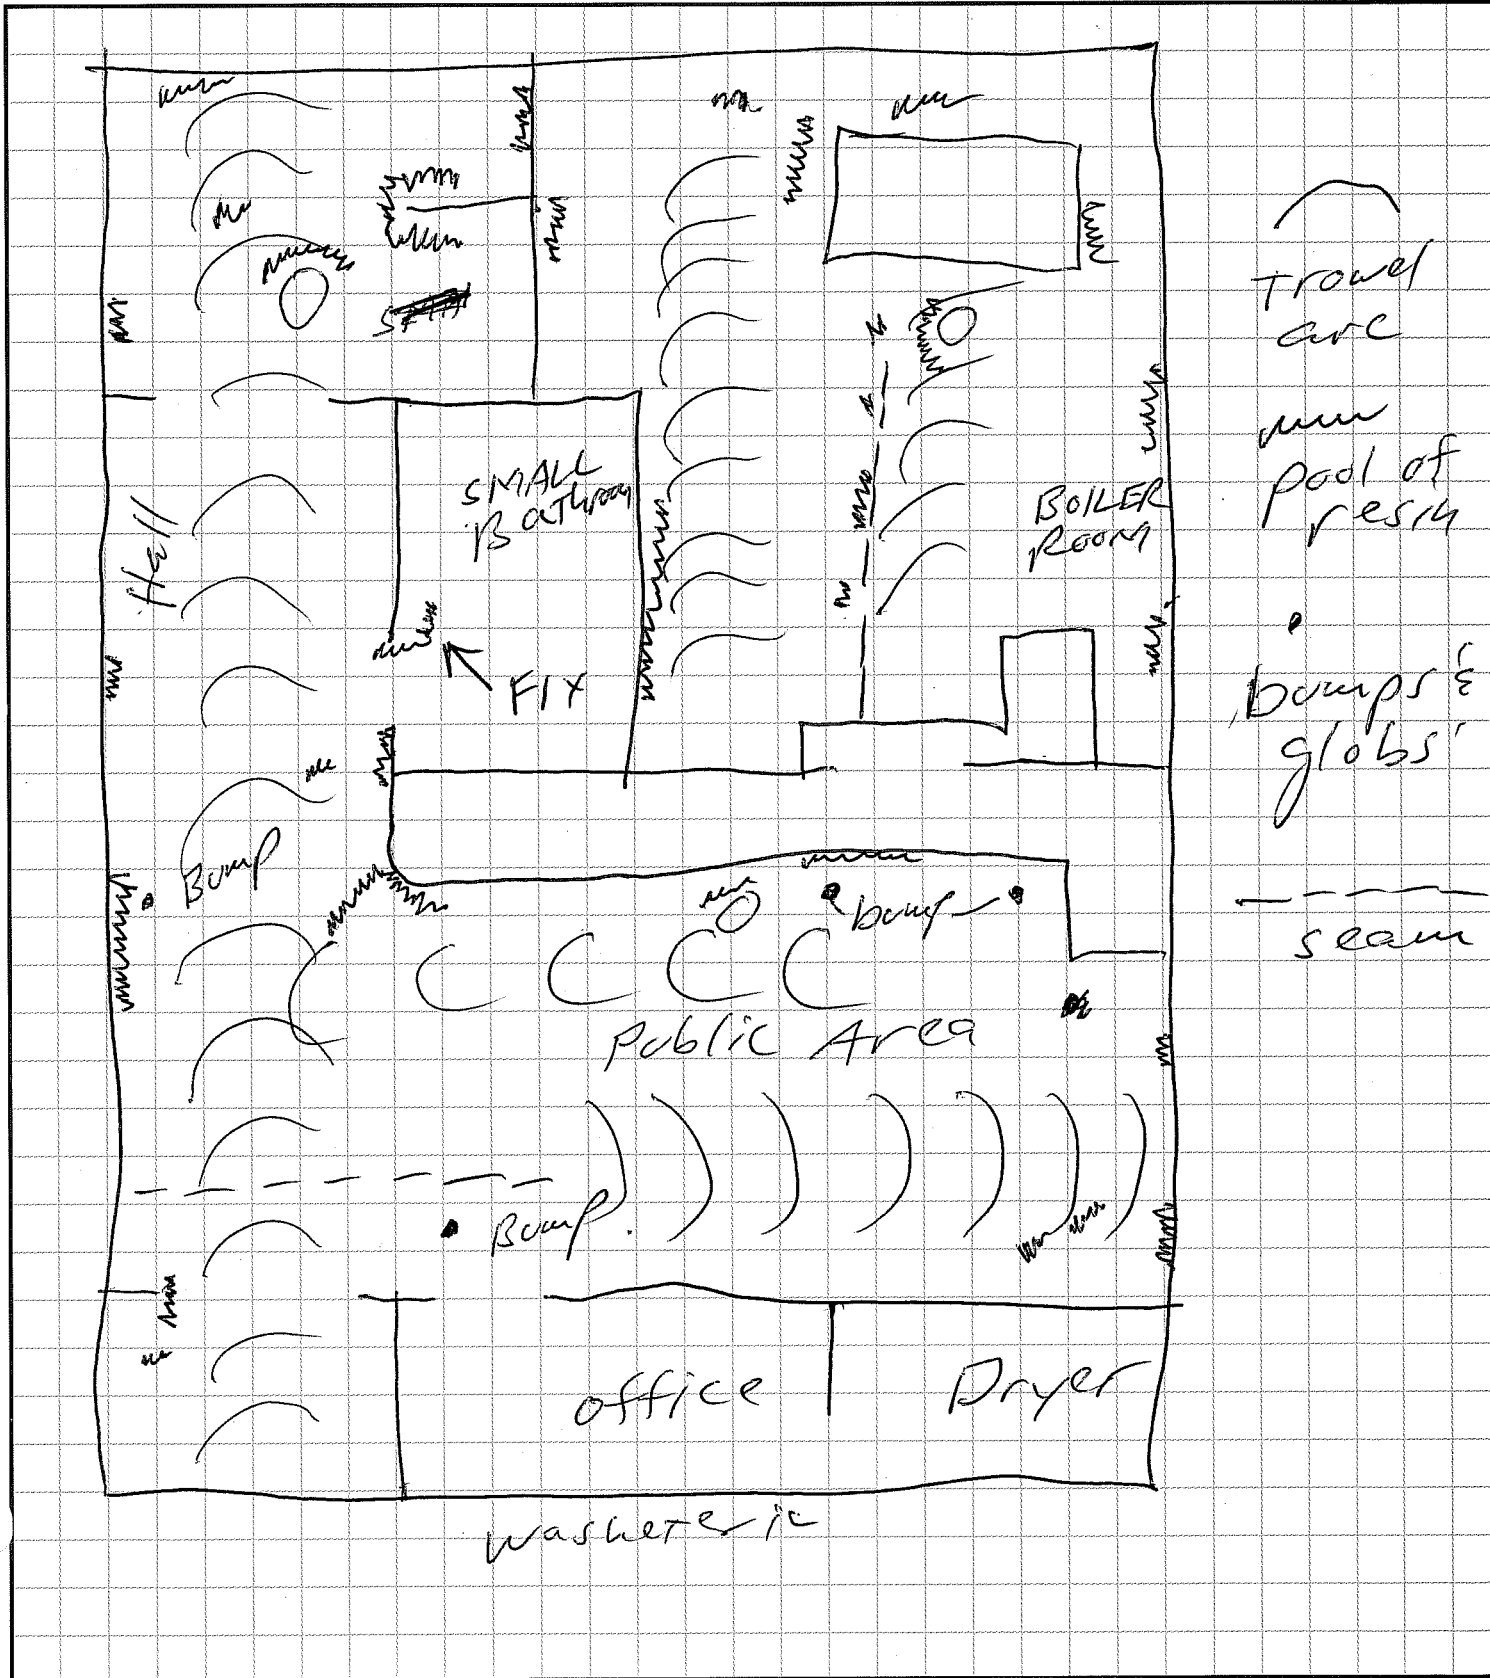 Trowel
arc
SMALL
Bathroom
pool of
resin
Hall
BOILER
ROOM
FIX
bumps &
globs
Bump
bump
seam
Public Area
Bump
office
Dryer
washeteria